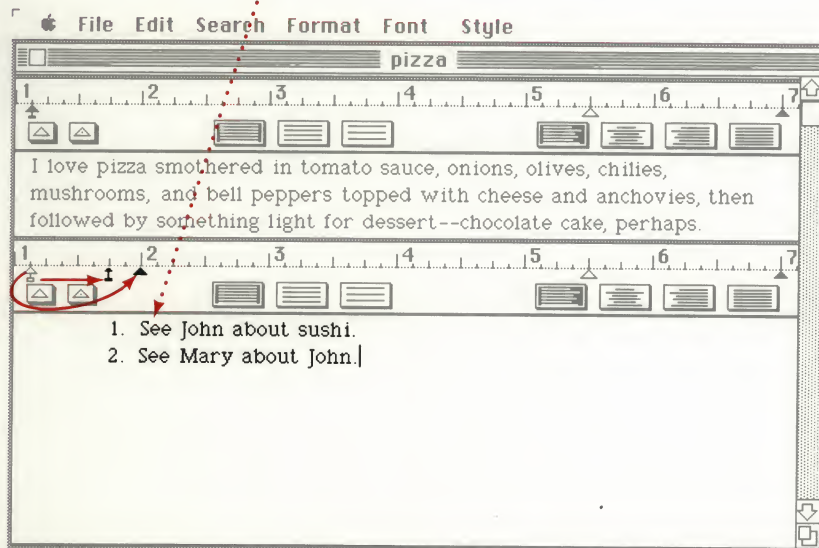 File Edit Search Format Font Style
pizza
1 2 3 4 5 6 7
I love pizza smothered in tomato sauce, onions, olives, chilies,
mushrooms, and bell peppers topped with cheese and anchovies, then
followed by something light for dessert--chocolate cake, perhaps.
1 2 3 4 5 6 7
1. See John about sushi.
2. See Mary about John.